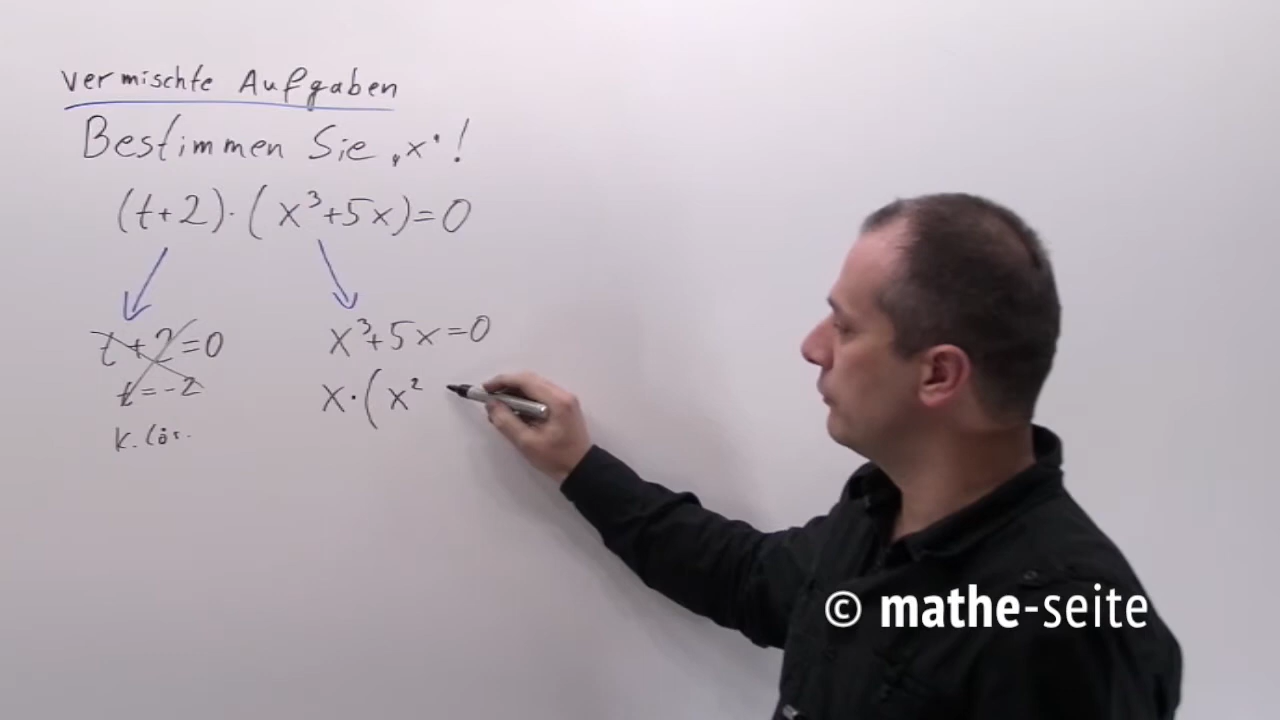 vermischte Aufgaben
Bestimmen Sie "x"!
(t+2)·(x³+5x)=0
t+2=0
x³+5x=0
t=-2
x·(x²
k. Lös.
© mathe-seite